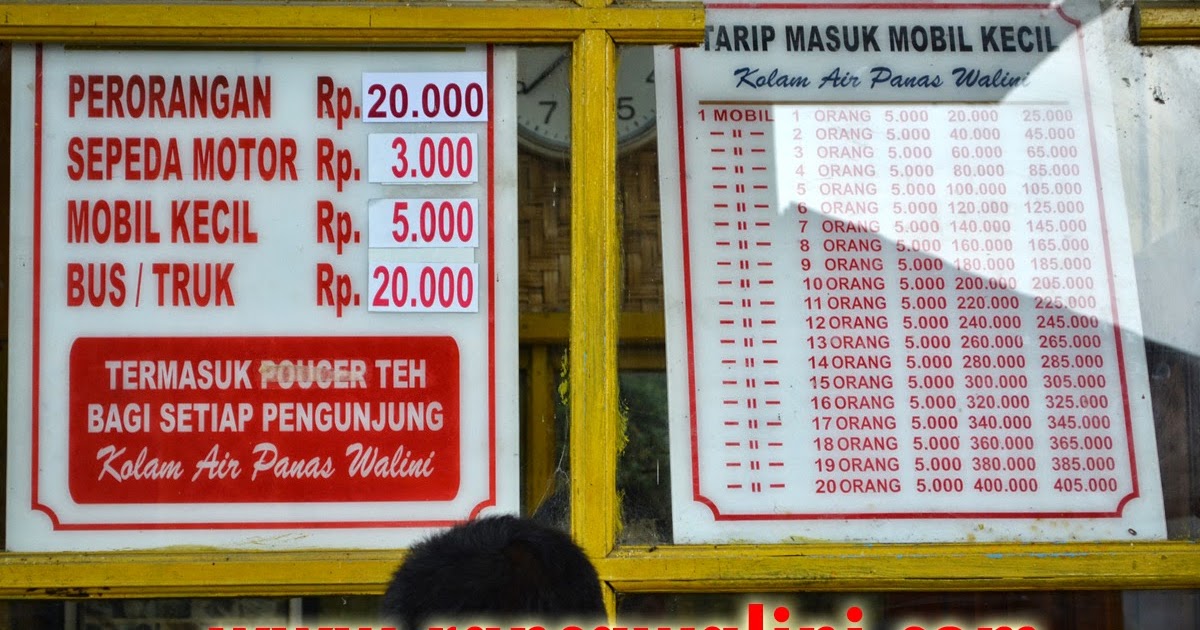 PERORANGAN Rp. 20.000
SEPEDA MOTOR Rp. 3.000
MOBIL KECIL Rp. 5.000
BUS / TRUK Rp. 20.000
TERMASUK POUCER TEH
BAGI SETIAP PENGUNJUNG
Kolam Air Panas Walini
7 5 4
TARIP MASUK MOBIL KECIL
Kolam Air Panas Walini
1 MOBIL 1 ORANG 5.000 20.000 25.000
— " — 2 ORANG 5.000 40.000 45.000
— " — 3 ORANG 5.000 60.000 65.000
— " — 4 ORANG 5.000 80.000 85.000
— " — 5 ORANG 5.000 100.000 105.000
— " — 6 ORANG 5.000 120.000 125.000
— " — 7 ORANG 5.000 140.000 145.000
— " — 8 ORANG 5.000 160.000 165.000
— " — 9 ORANG 5.000 180.000 185.000
— " — 10 ORANG 5.000 200.000 205.000
— " — 11 ORANG 5.000 220.000 225.000
— " — 12 ORANG 5.000 240.000 245.000
— " — 13 ORANG 5.000 260.000 265.000
— " — 14 ORANG 5.000 280.000 285.000
— " — 15 ORANG 5.000 300.000 305.000
— " — 16 ORANG 5.000 320.000 325.000
— " — 17 ORANG 5.000 340.000 345.000
— " — 18 ORANG 5.000 360.000 365.000
— " — 19 ORANG 5.000 380.000 385.000
— " — 20 ORANG 5.000 400.000 405.000
www.rancawalini.com